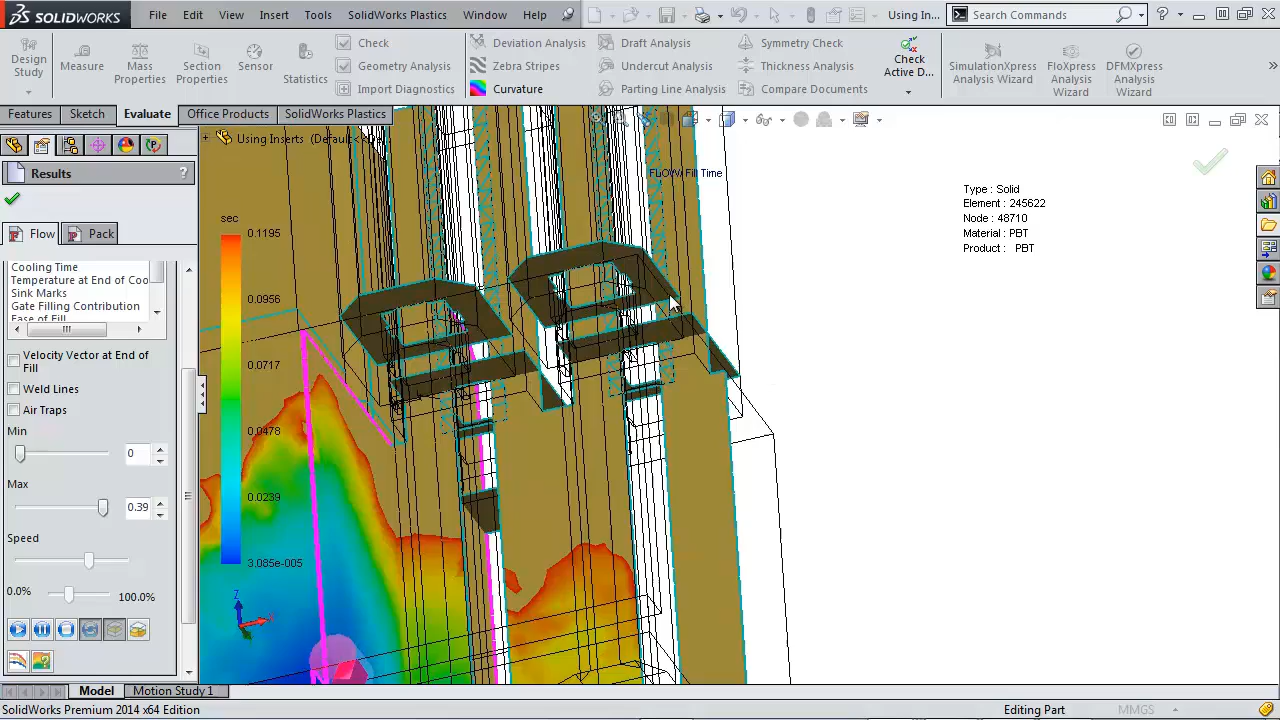 SOLIDWORKS File Edit View Insert Tools SolidWorks Plastics Window Help Using In... Search Commands
Design Study
Measure
Mass Properties
Section Properties
Sensor
Statistics
Check
Geometry Analysis
Import Diagnostics
Deviation Analysis
Zebra Stripes
Curvature
Draft Analysis
Undercut Analysis
Parting Line Analysis
Symmetry Check
Thickness Analysis
Compare Documents
Check Active D...
SimulationXpress Analysis Wizard
FloXpress Analysis Wizard
DFMXpress Analysis Wizard
Features Sketch Evaluate Office Products SolidWorks Plastics
Using Inserts (Default<
Results ?
Flow Pack
Cooling Time
Temperature at End of Cool
Sink Marks
Gate Filling Contribution
Ease of Fill
Velocity Vector at End of Fill
Weld Lines
Air Traps
Min
0
Max
0.39
Speed
0.0% 100.0%
sec
0.1195
0.0956
0.0717
0.0478
0.0239
3.035e-005
Z
FLOW/Fill Time
Type : Solid
Element : 245622
Node : 48710
Material : PBT
Product : PBT
Model Motion Study 1
SolidWorks Premium 2014 x64 Edition Editing Part MMGS